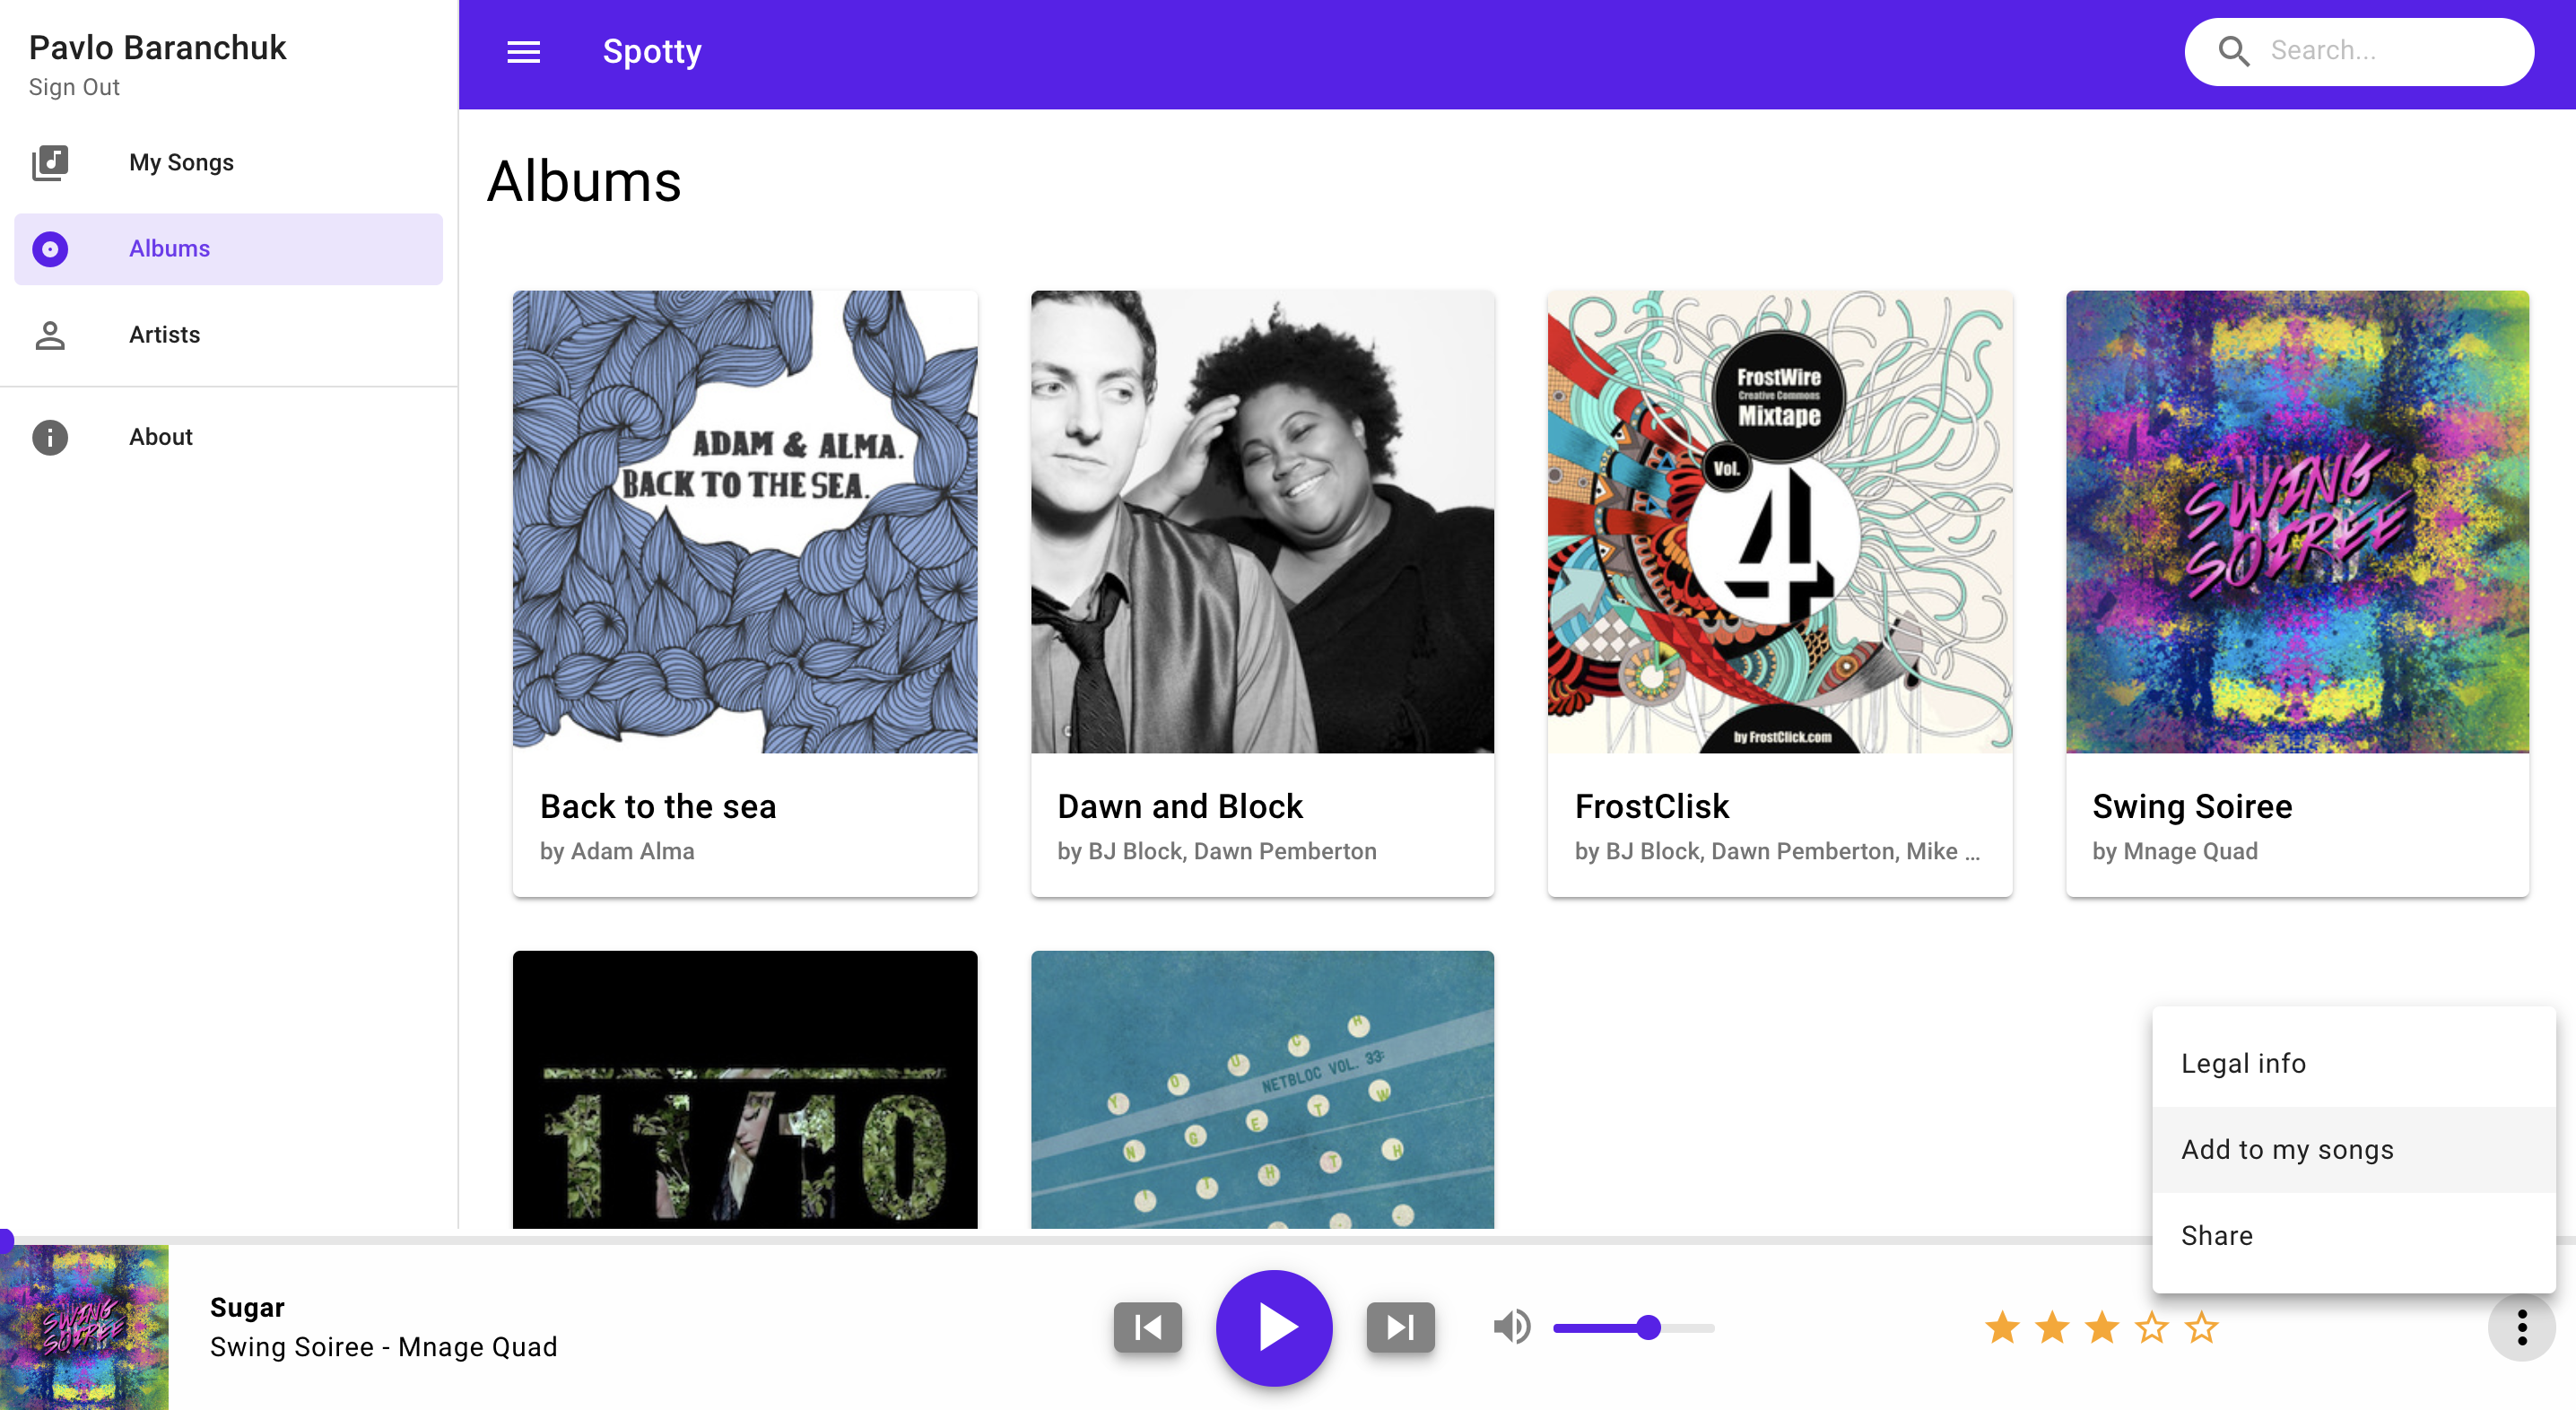 Pavlo Baranchuk
Sign Out
My Songs
Albums
Artists
About
Spotty
Search...
Albums
ADAM & ALMA.
BACK TO THE SEA.
Back to the sea
by Adam Alma
Dawn and Block
by BJ Block, Dawn Pemberton
FrostWire
Creative Commons
Mixtape
Vol.
4
by FrostClick.com
FrostClisk
by BJ Block, Dawn Pemberton, Mike ...
SWING
SOIREE
Swing Soiree
by Mnage Quad
11/10
NETBLOC VOL. 33:
Legal info
Add to my songs
Share
SWING
SOIREE
Sugar
Swing Soiree - Mnage Quad